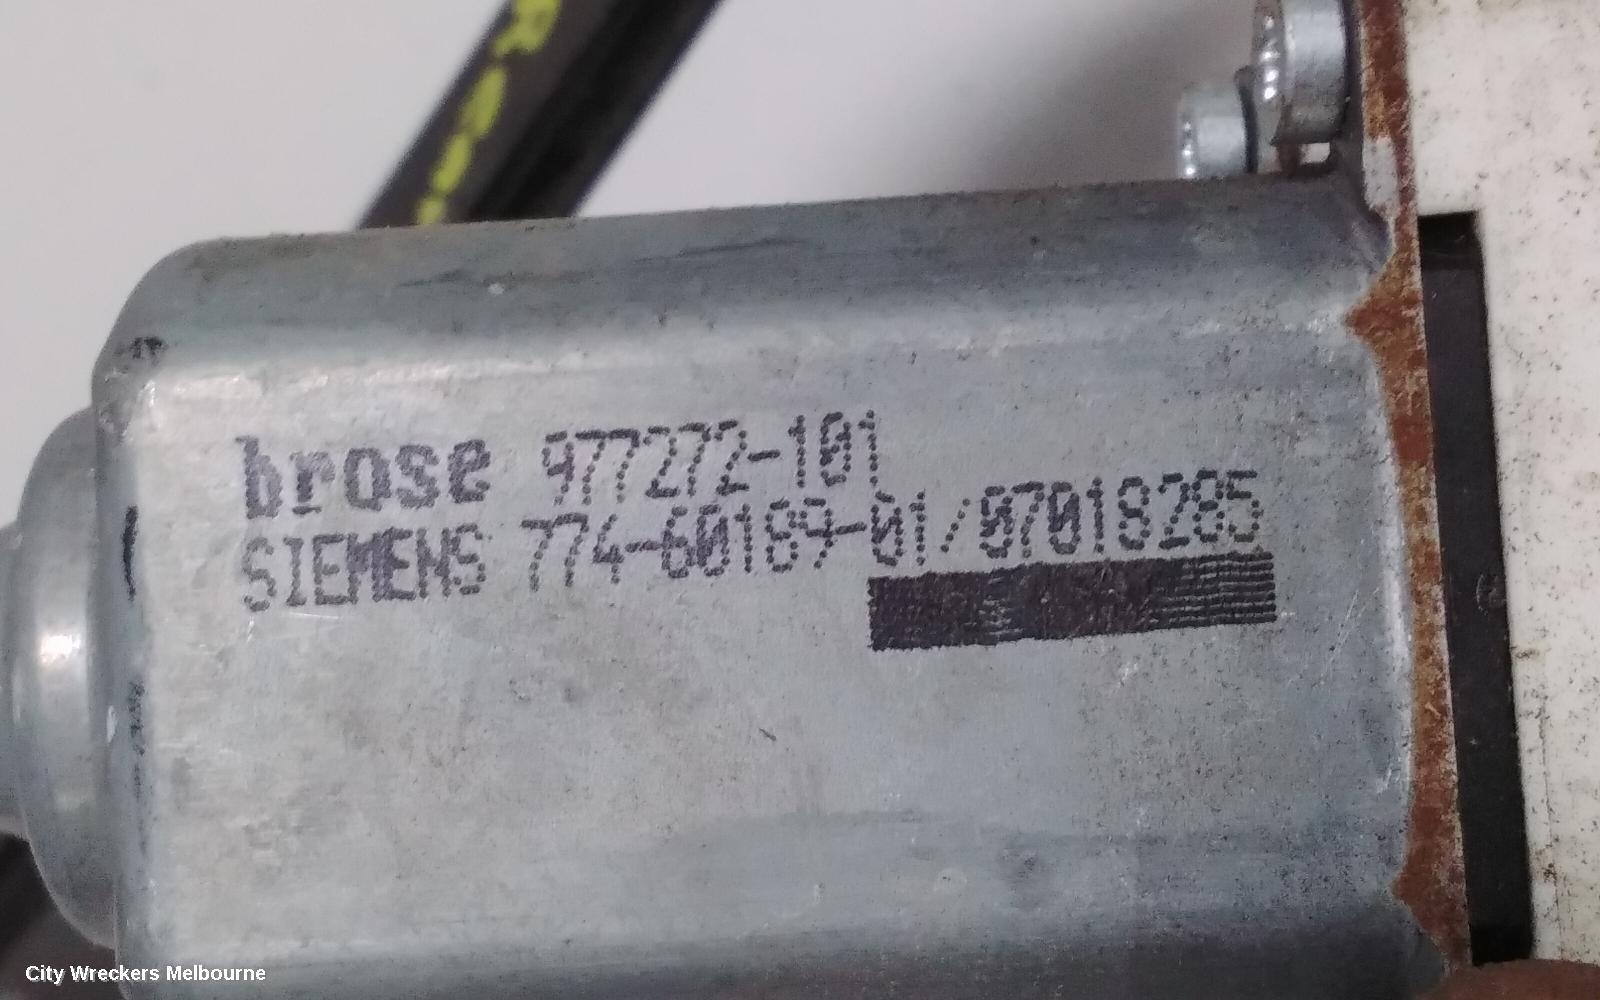 brose 977272-101
SIEMENS 774-60189-01/07018285
City Wreckers Melbourne